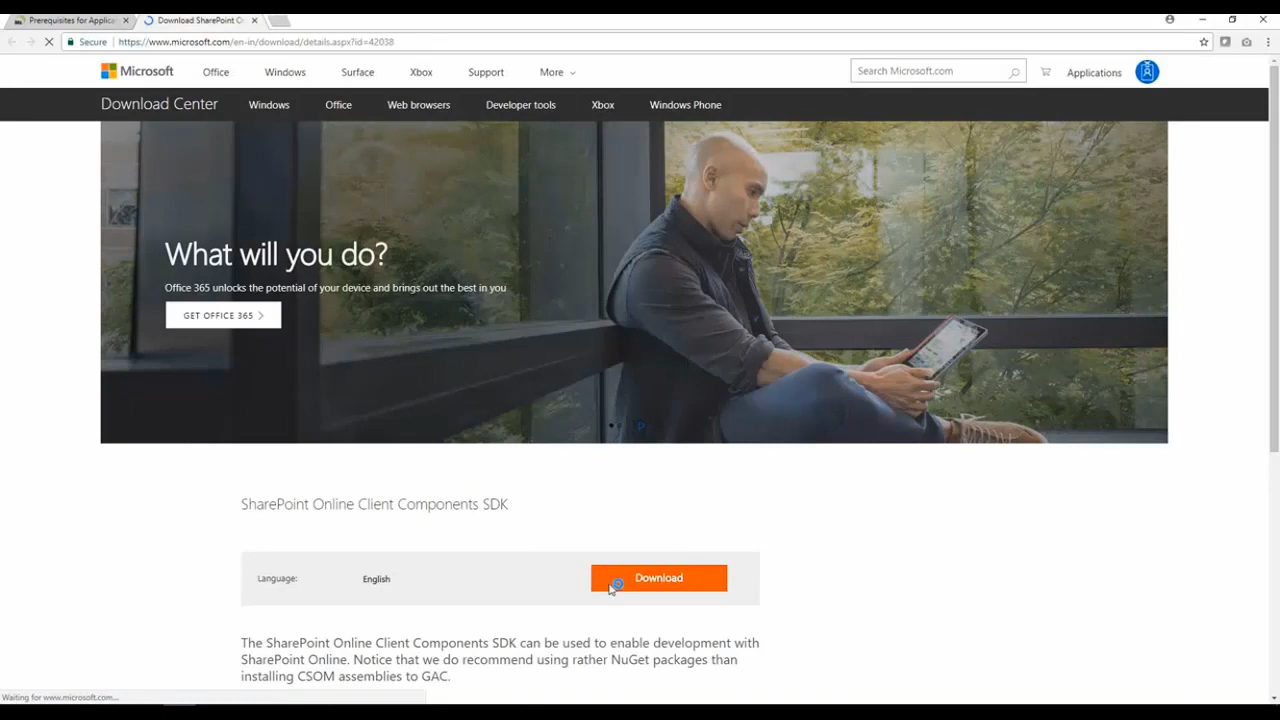 Prerequisites for Applica
Download SharePoint O
Secure
https://www.microsoft.com/en-in/download/details.aspx?id=42038
Microsoft
Office
Windows
Surface
Xbox
Support
More
Search Microsoft.com
Applications
Download Center
Windows
Office
Web browsers
Developer tools
Xbox
Windows Phone
What will you do?
Office 365 unlocks the potential of your device and brings out the best in you
GET OFFICE 365
SharePoint Online Client Components SDK
Language:
English
Download
The SharePoint Online Client Components SDK can be used to enable development with
SharePoint Online. Notice that we do recommend using rather NuGet packages than
installing CSOM assemblies to GAC.
Waiting for www.microsoft.com...